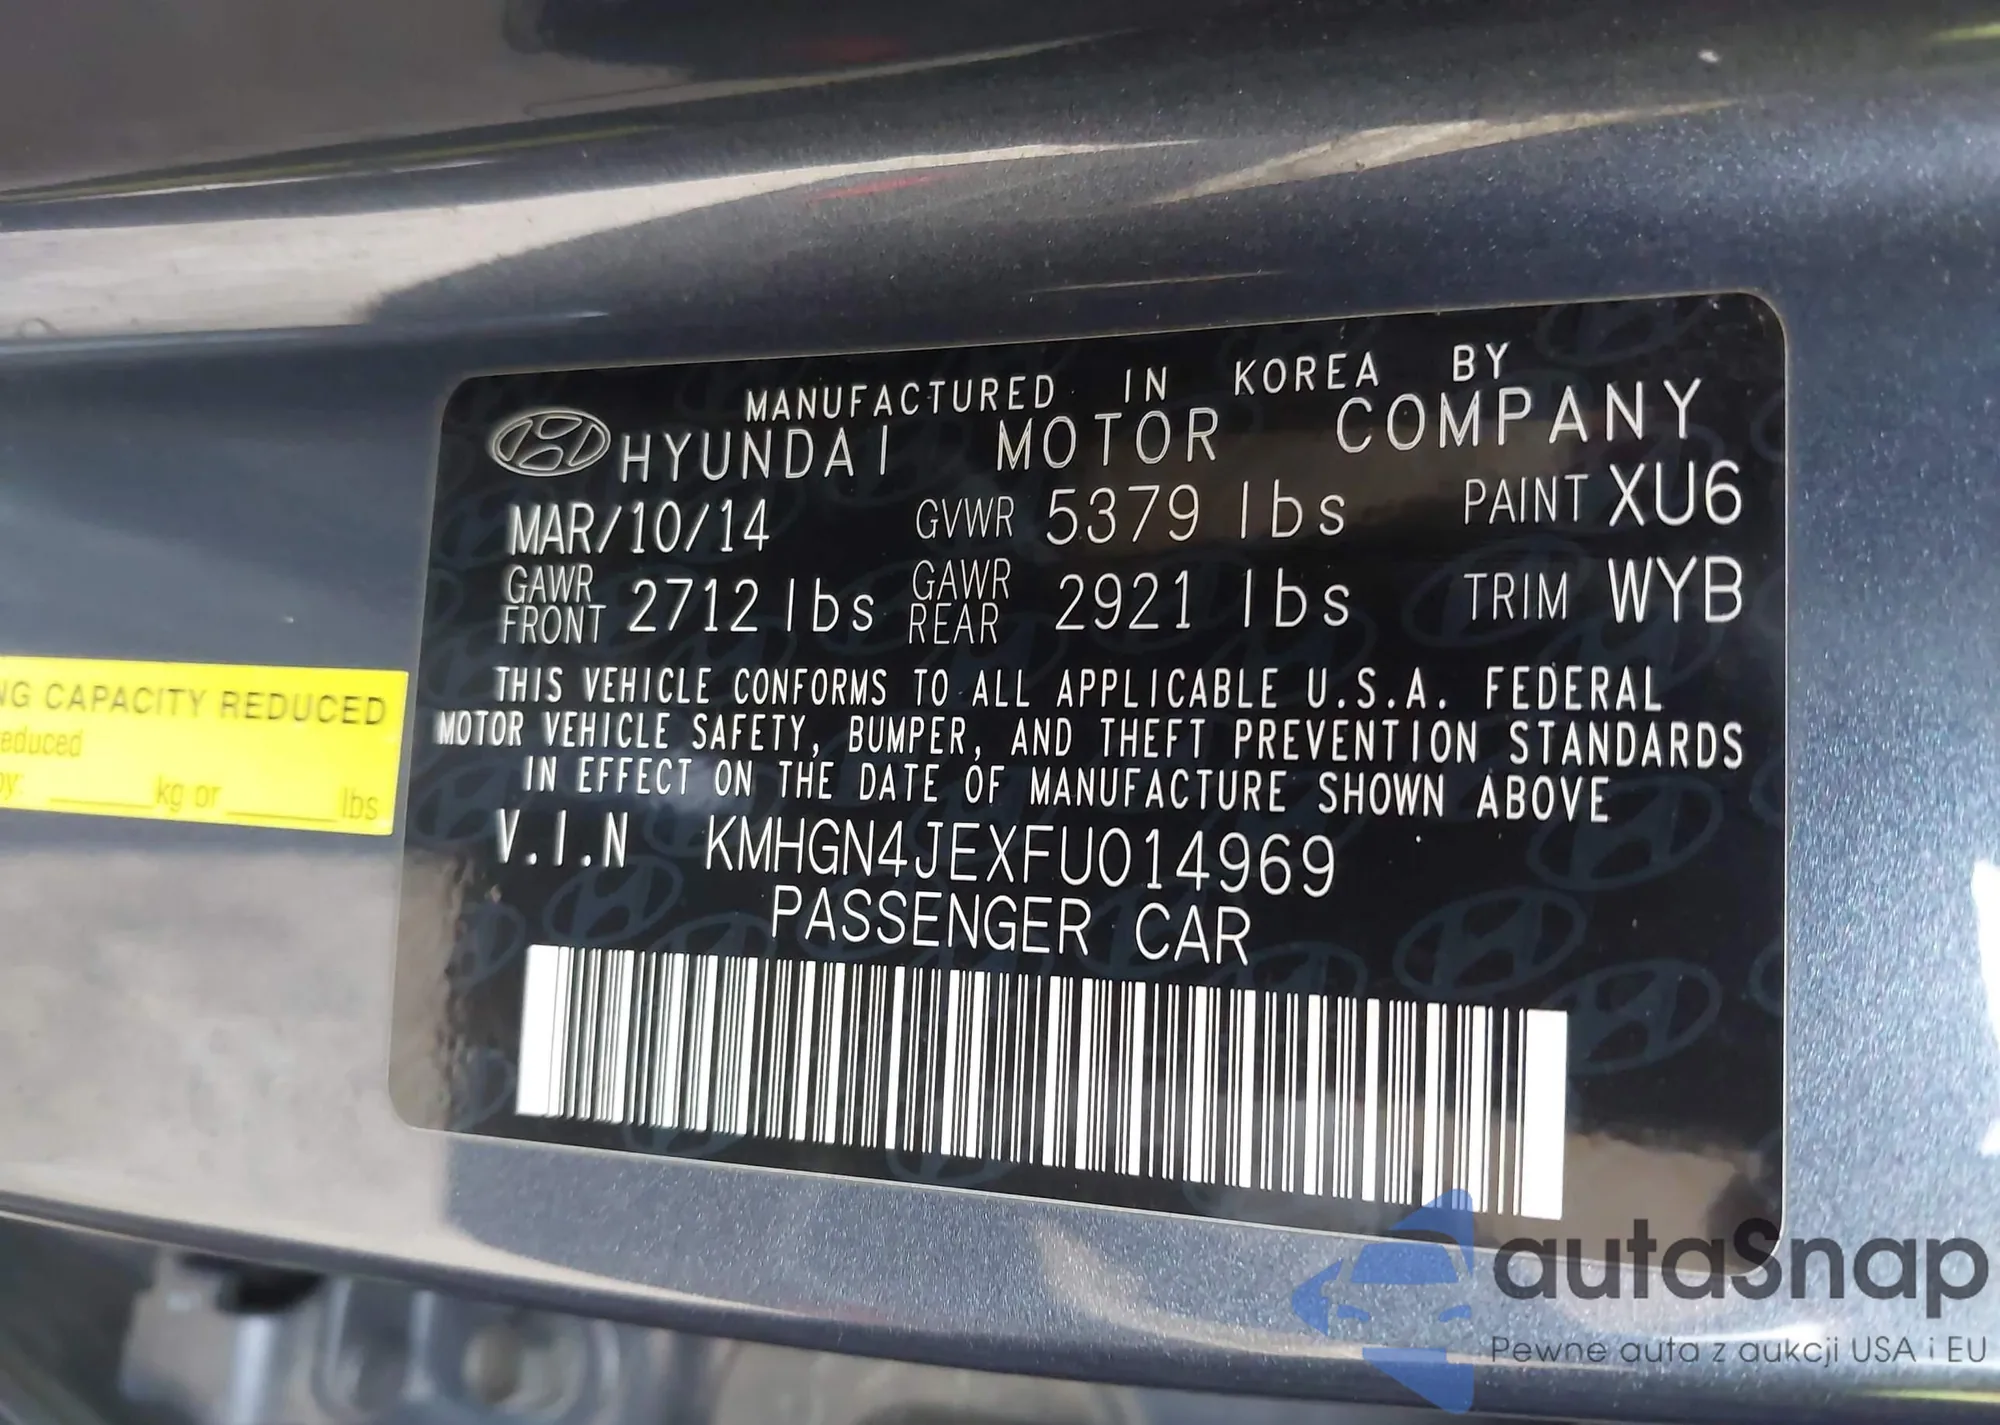 MANUFACTURED IN KOREA BY
HYUNDAI MOTOR COMPANY
MAR/10/14 GVWR 5379 lbs PAINT XU6
GAWR FRONT 2712 lbs GAWR REAR 2921 lbs TRIM WYB
THIS VEHICLE CONFORMS TO ALL APPLICABLE U.S.A. FEDERAL
MOTOR VEHICLE SAFETY, BUMPER, AND THEFT PREVENTION STANDARDS
IN EFFECT ON THE DATE OF MANUFACTURE SHOWN ABOVE
V.I.N KMHGN4JEXFU014969
PASSENGER CAR
CAPACITY REDUCED
kg or lbs
autaSnap
Pewne auta z aukcji USA i EU